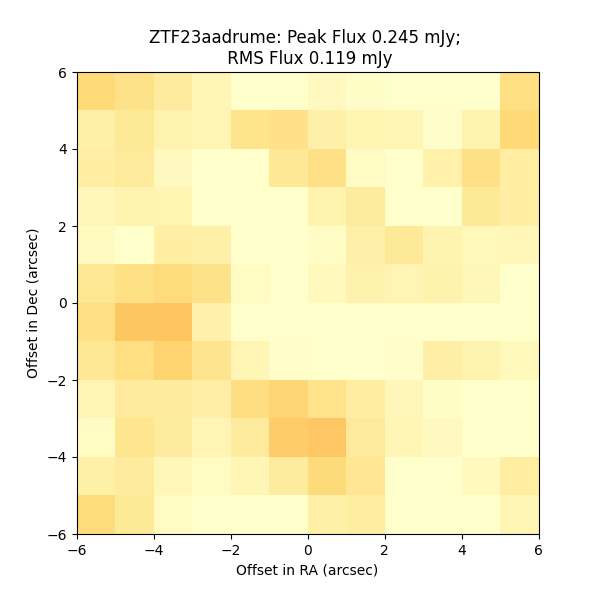 ZTF23aadrume: Peak Flux 0.245 mJy;
RMS Flux 0.119 mJy
6
4
2
0
−2
−4
−6
Offset in Dec (arcsec)
−6 −4 −2 0 2 4 6
Offset in RA (arcsec)